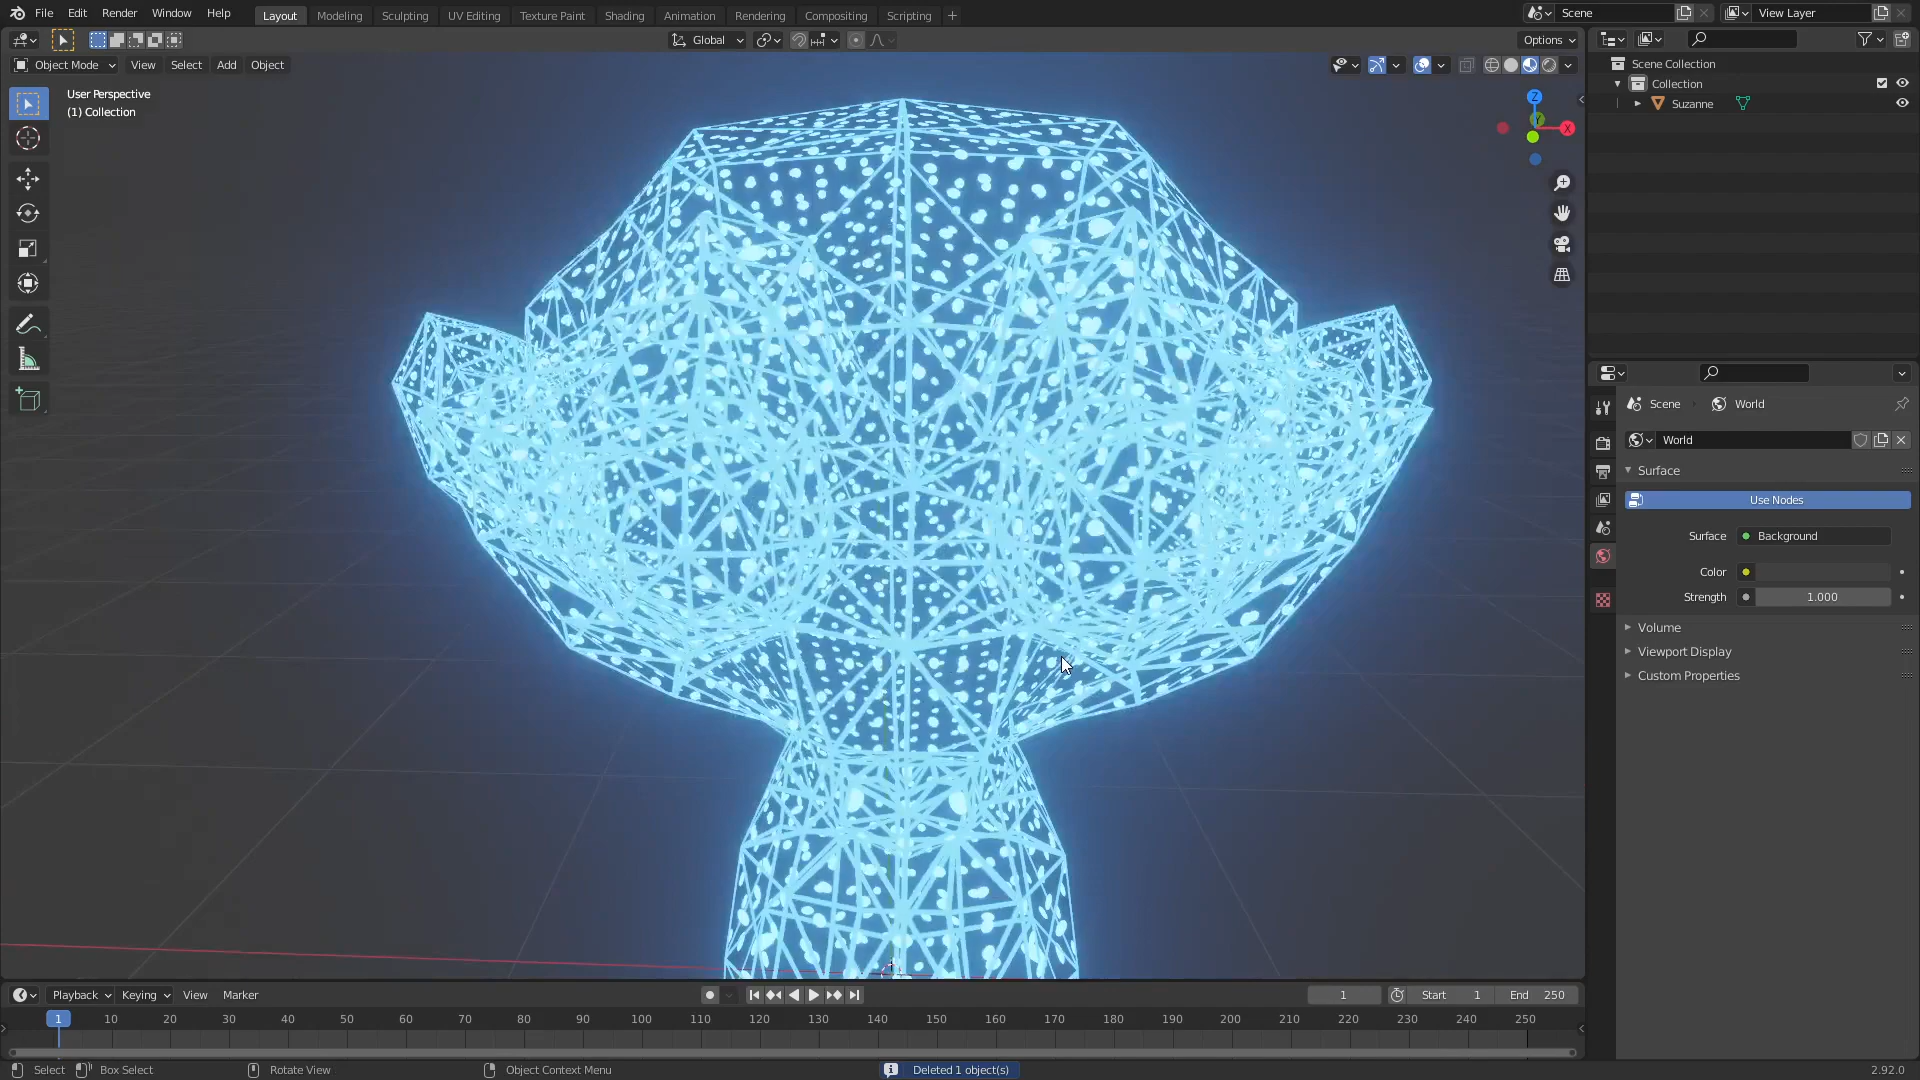 File Edit Render Window Help
Layout Modeling Sculpting UV Editing Texture Paint Shading Animation Rendering Compositing Scripting +
Scene
View Layer
Global
Options
Object Mode View Select Add Object
User Perspective
(1) Collection
Z
Y
X
Scene Collection
Collection
Suzanne
Scene World
World
Surface
Use Nodes
Surface Background
Color
Strength 1.000
Volume
Viewport Display
Custom Properties
Playback Keying View Marker
1
Start 1
End 250
1 10 20 30 40 50 60 70 80 90 100 110 120 130 140 150 160 170 180 190 200 210 220 230 240 250
Select Box Select Rotate View Object Context Menu
Deleted 1 object(s)
2.92.0